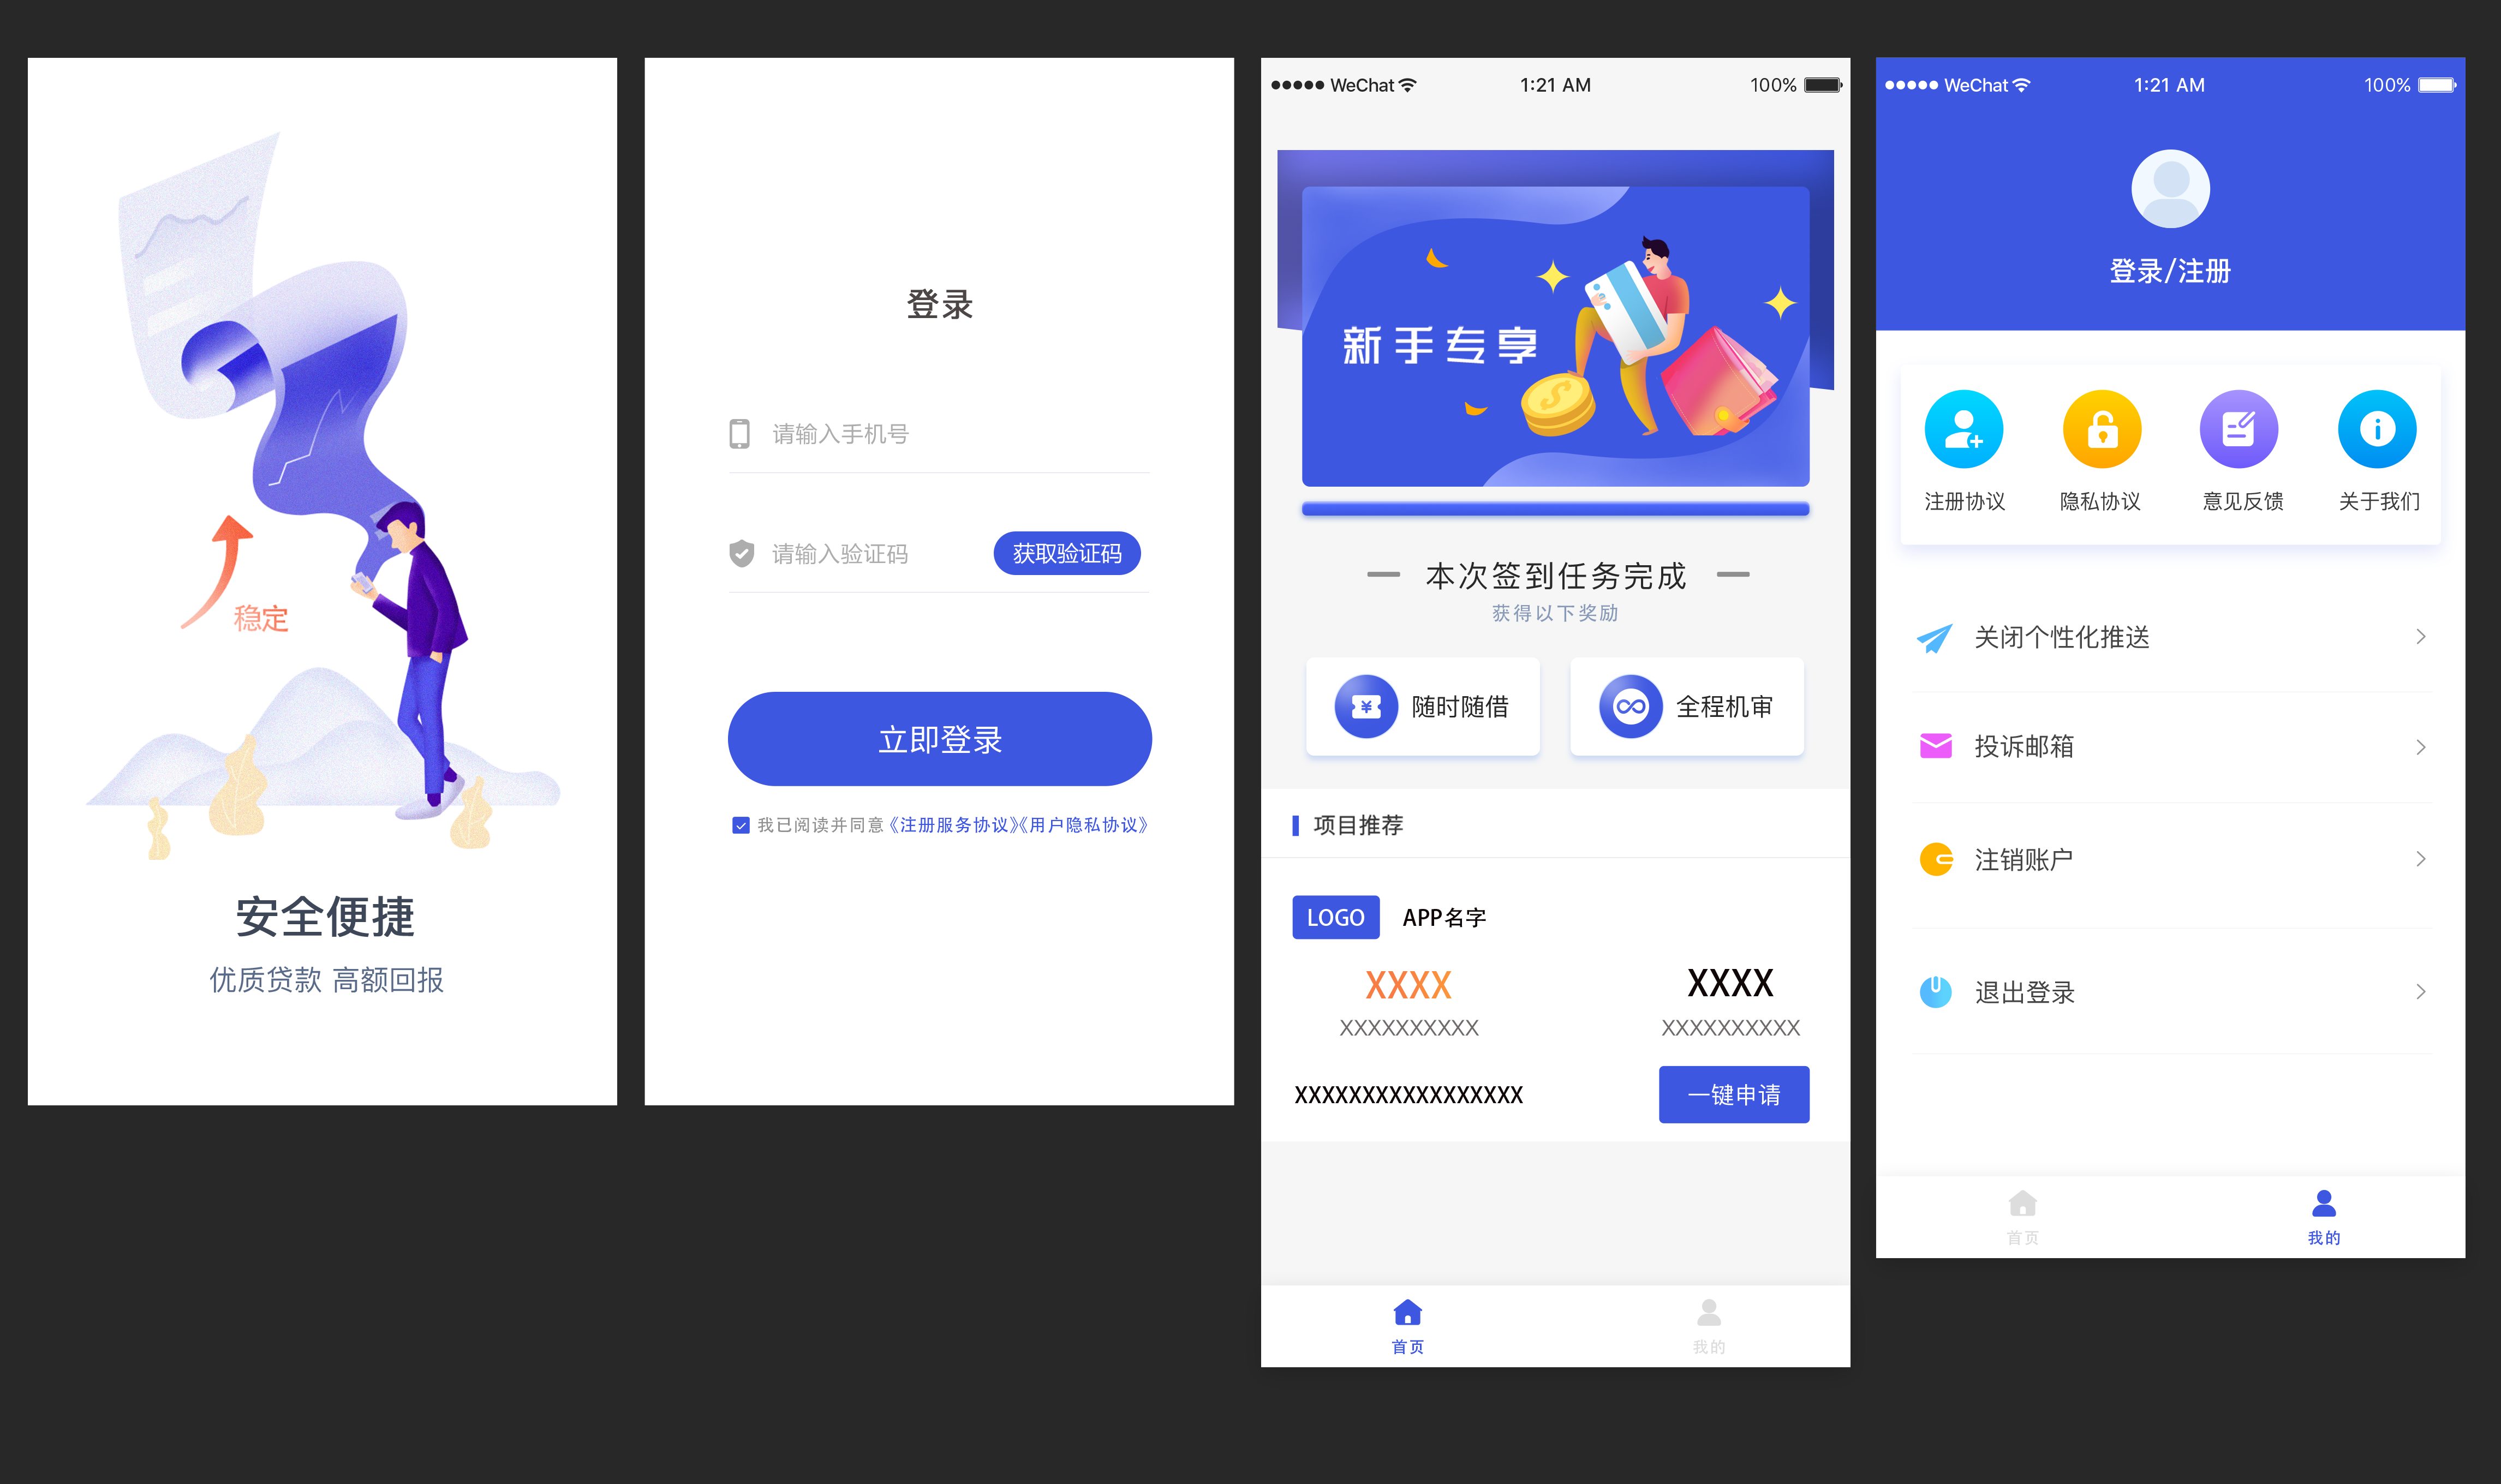 稳定
安全便捷
优质贷款 高额回报
登录
请输入手机号
请输入验证码
获取验证码
立即登录
我已阅读并同意《注册服务协议》《用户隐私协议》
WeChat 1:21 AM 100%
新手专享
本次签到任务完成
获得以下奖励
随时随借
全程机审
项目推荐
LOGO APP名字
XXXX XXXX
XXXXXXXXXX XXXXXXXXXX
XXXXXXXXXXXXXXXXX 一键申请
首页 我的
WeChat 1:21 AM 100%
登录/注册
注册协议 隐私协议 意见反馈 关于我们
关闭个性化推送
投诉邮箱
注销账户
退出登录
首页 我的